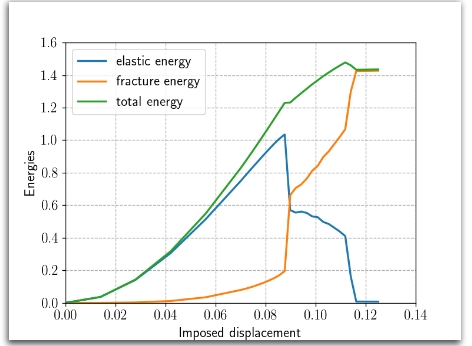 1.6
1.4
1.2
1.0
0.8
0.6
0.4
0.2
0.0
Energies
elastic energy
fracture energy
total energy
0.00 0.02 0.04 0.06 0.08 0.10 0.12 0.14
Imposed displacement